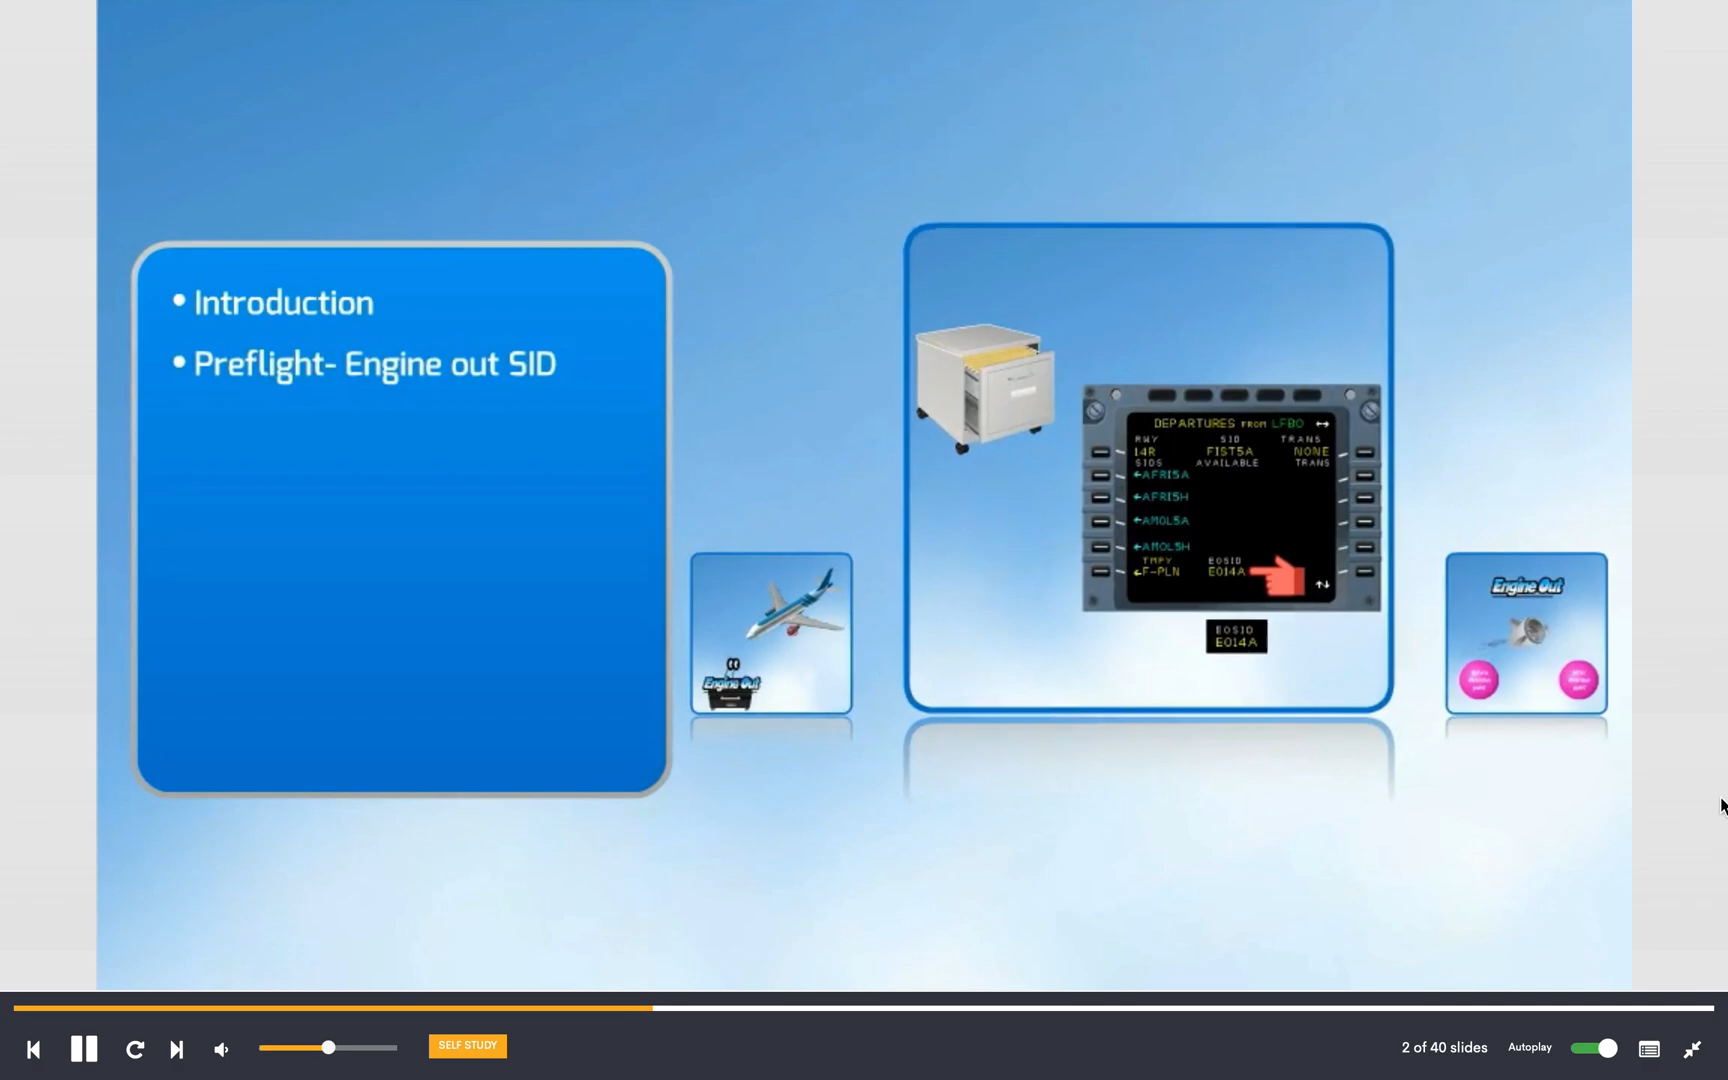 • Introduction
• Preflight- Engine out SID
Engine Out
DEPARTURES FROM LFBO ↔
RWY SID TRANS
14R FIST5A NONE
SIDS AVAILABLE TRANS
←AFRI5A
←AFRI5H
←AMOL5A
←AMOL5H
TMPY EOSID
←F-PLN EO14A ↑↓
EOSID
EO14A
Engine Out
SELF STUDY
2 of 40 slides
Autoplay